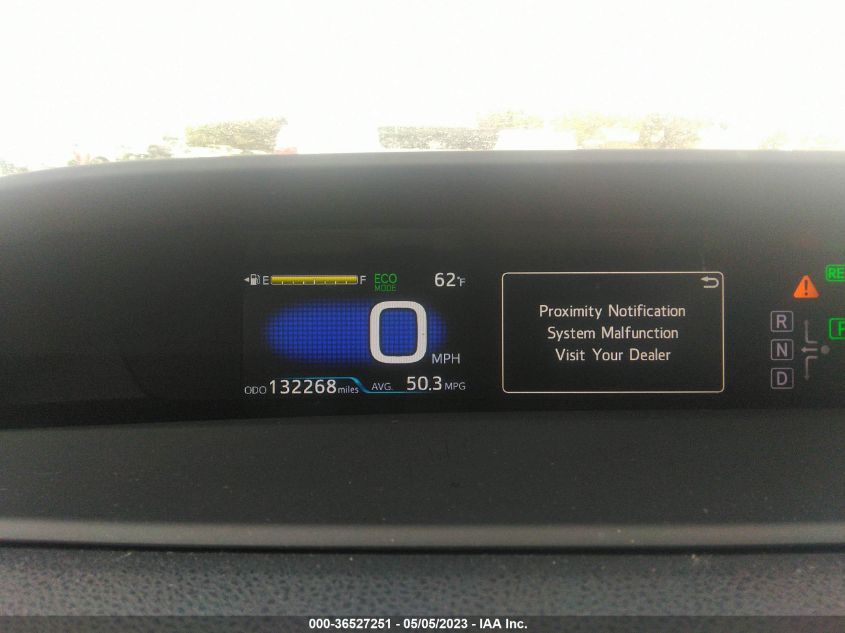 E F ECO 62°F
MODE
0 MPH
ODO 132268 miles AVG. 50.3 MPG
Proximity Notification
System Malfunction
Visit Your Dealer
R
N
D
000-36527251 - 05/05/2023 - IAA Inc.